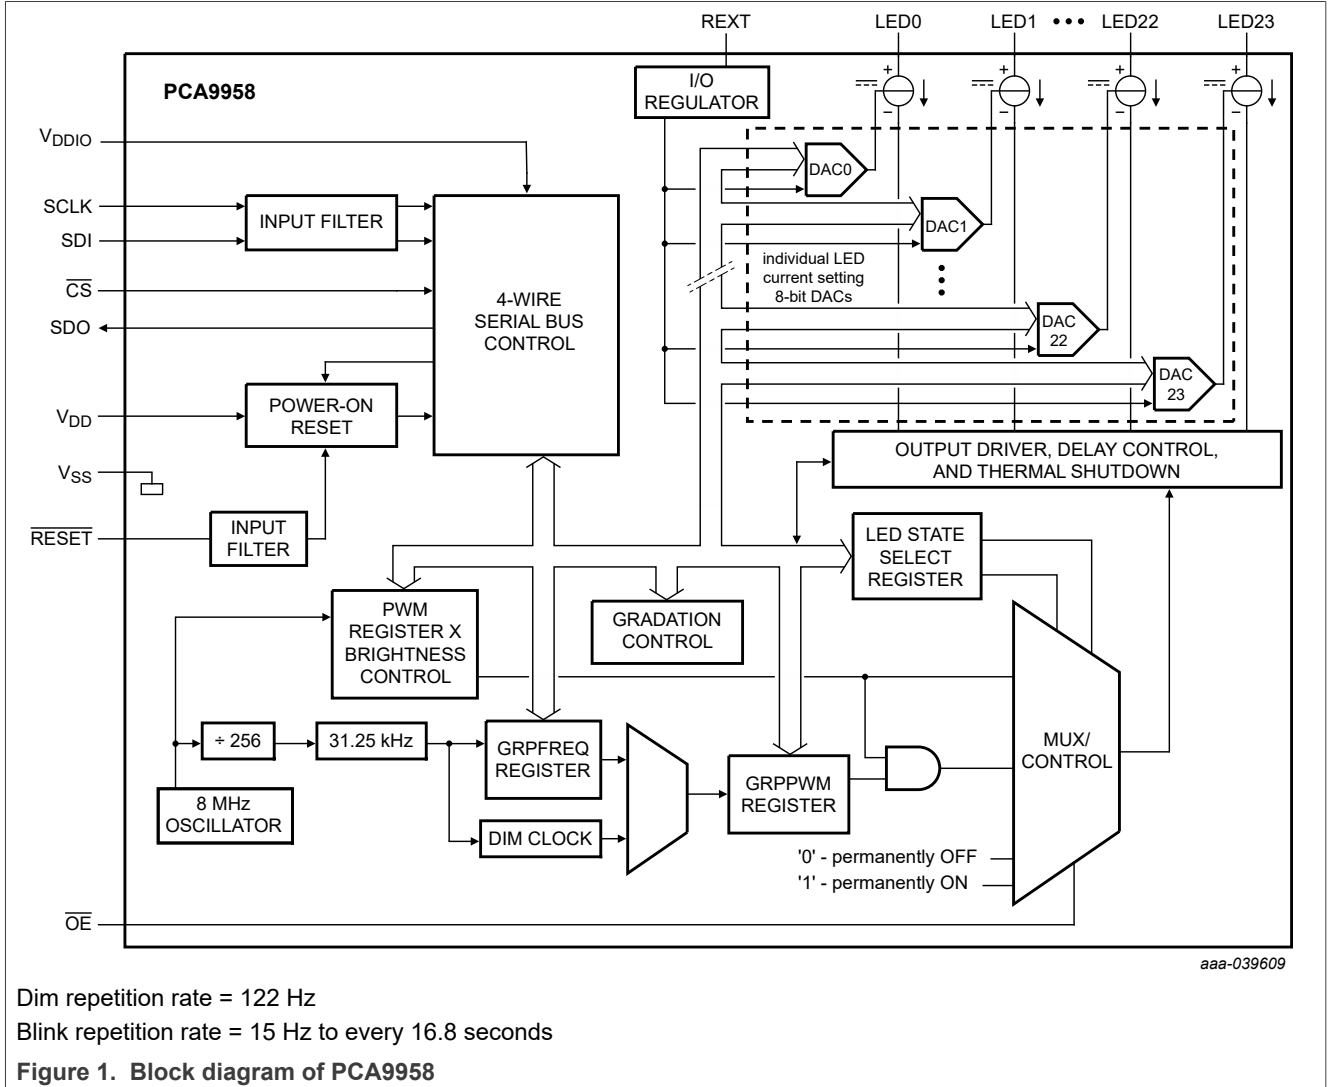 REXT
LED0
LED1
•••
LED22
LED23
PCA9958
I/O
REGULATOR
+
+
+
+
−
−
−
−
VDDIO
SCLK
SDI
INPUT FILTER
CS
SDO
4-WIRE
SERIAL BUS
CONTROL
DAC0
DAC1
individual LED
current setting
8-bit DACs
DAC
22
DAC
23
VDD
POWER-ON
RESET
VSS
RESET
INPUT
FILTER
OUTPUT DRIVER, DELAY CONTROL,
AND THERMAL SHUTDOWN
LED STATE
SELECT
REGISTER
PWM
REGISTER X
BRIGHTNESS
CONTROL
GRADATION
CONTROL
÷ 256
31.25 kHz
GRPFREQ
REGISTER
8 MHz
OSCILLATOR
DIM CLOCK
GRPPWM
REGISTER
MUX/
CONTROL
'0' - permanently OFF
'1' - permanently ON
OE
aaa-039609
Dim repetition rate = 122 Hz
Blink repetition rate = 15 Hz to every 16.8 seconds
Figure 1. Block diagram of PCA9958